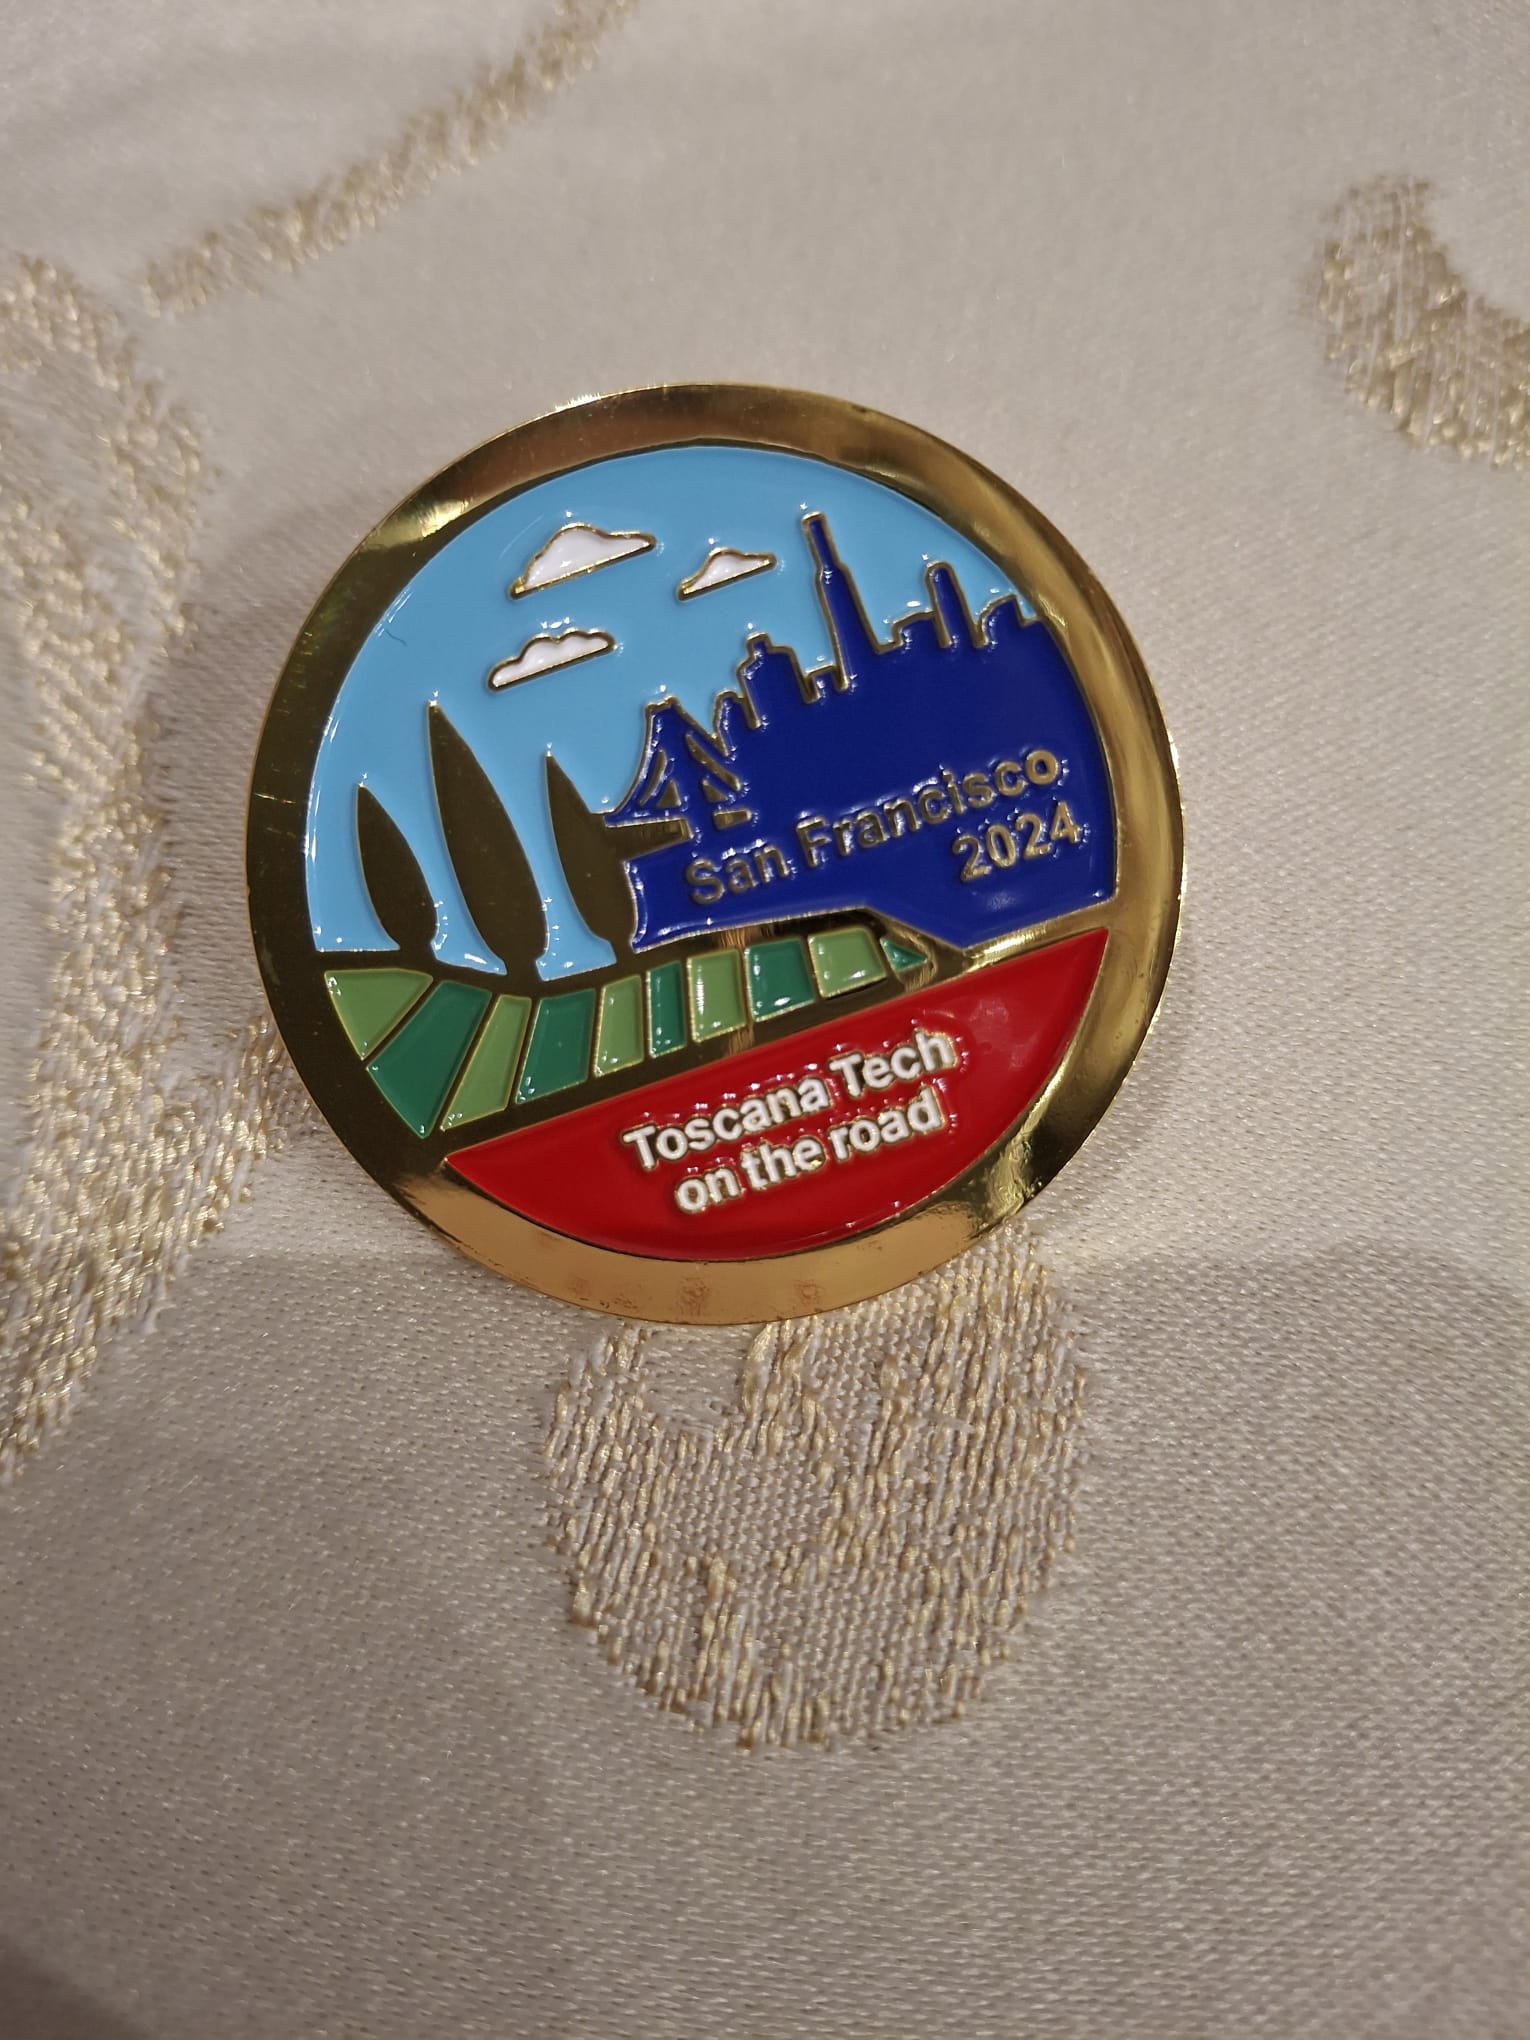 San Francisco
2024
Toscana Tech
on the road